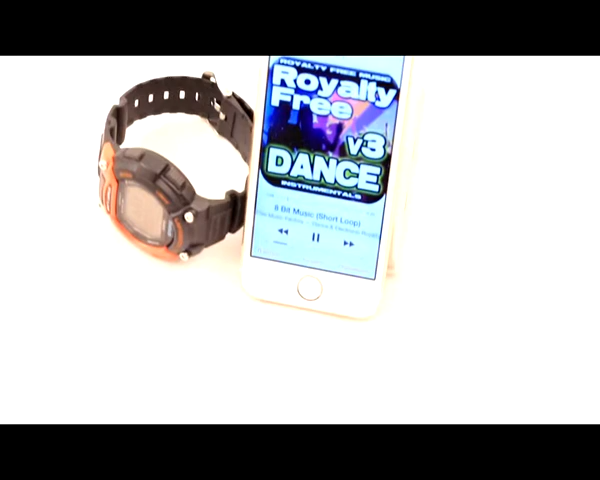 ROYALTY FREE MUSIC
Royalty
Free
v3
DANCE
INSTRUMENTALS
8 Bit Music (Short Loop)